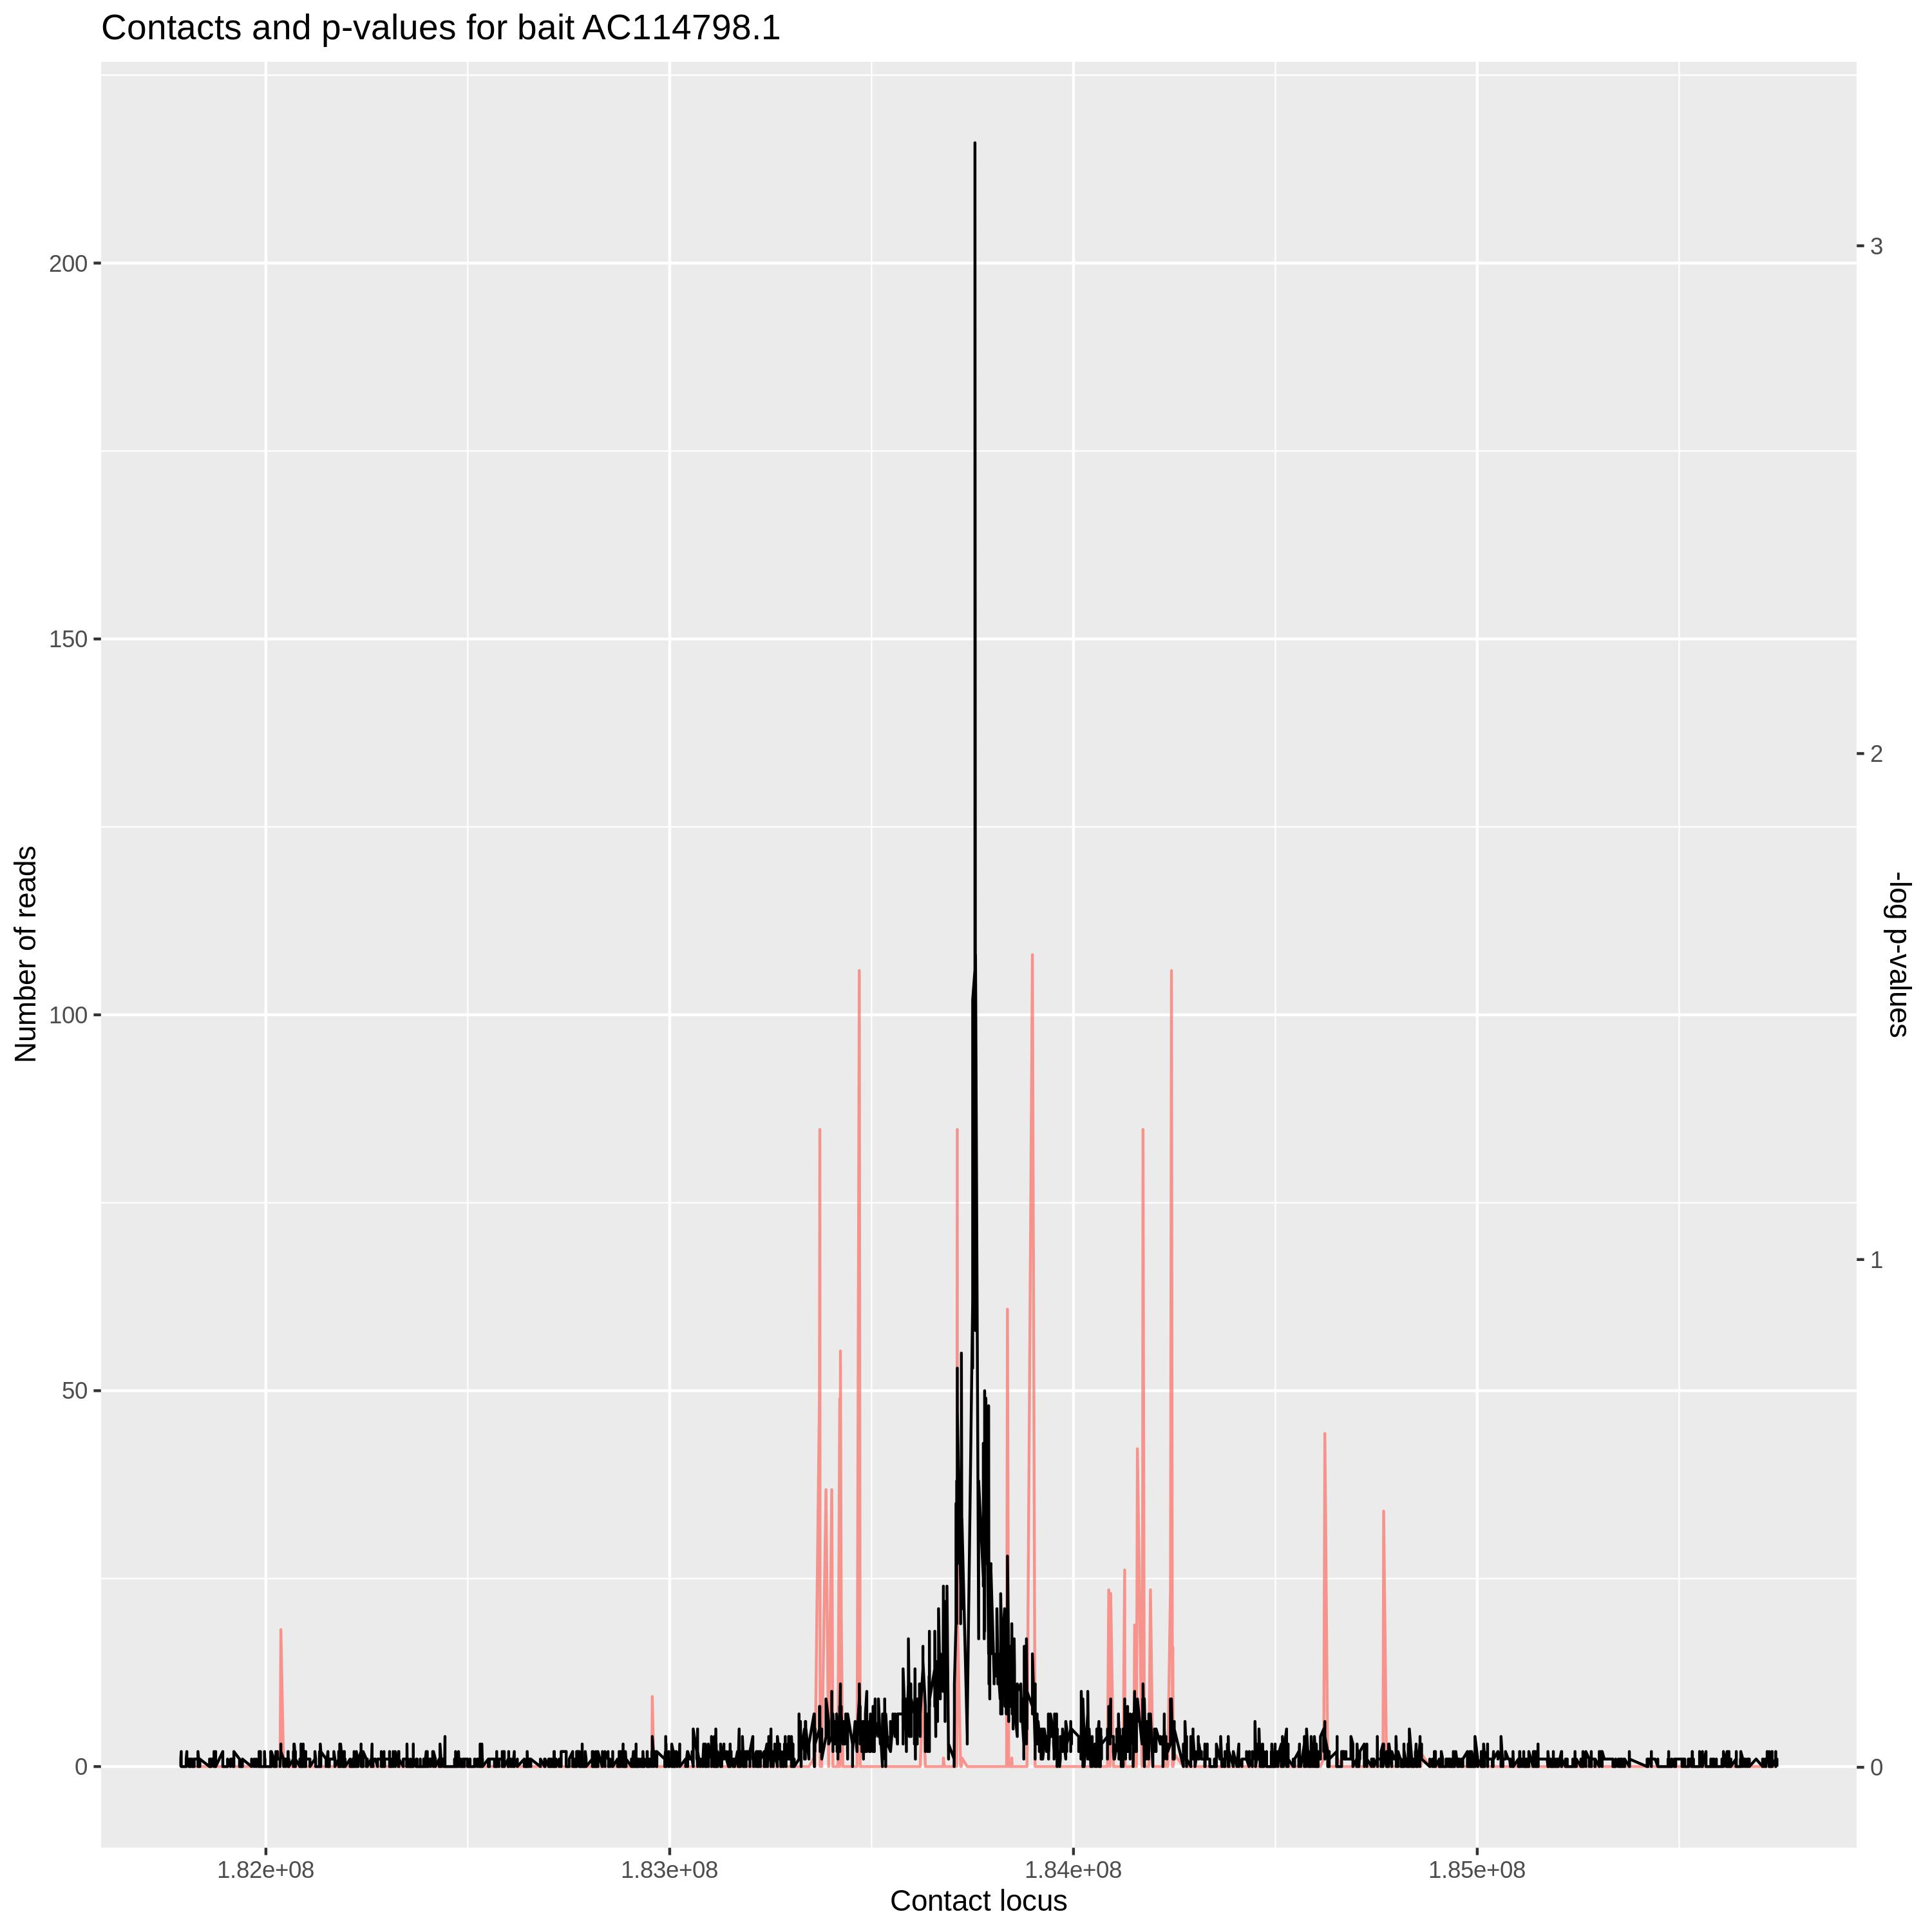 Contacts and p-values for bait AC114798.1
200
150
100
50
0
Number of reads
3
2
1
0
-log p-values
1.82e+08 1.83e+08 1.84e+08 1.85e+08
Contact locus